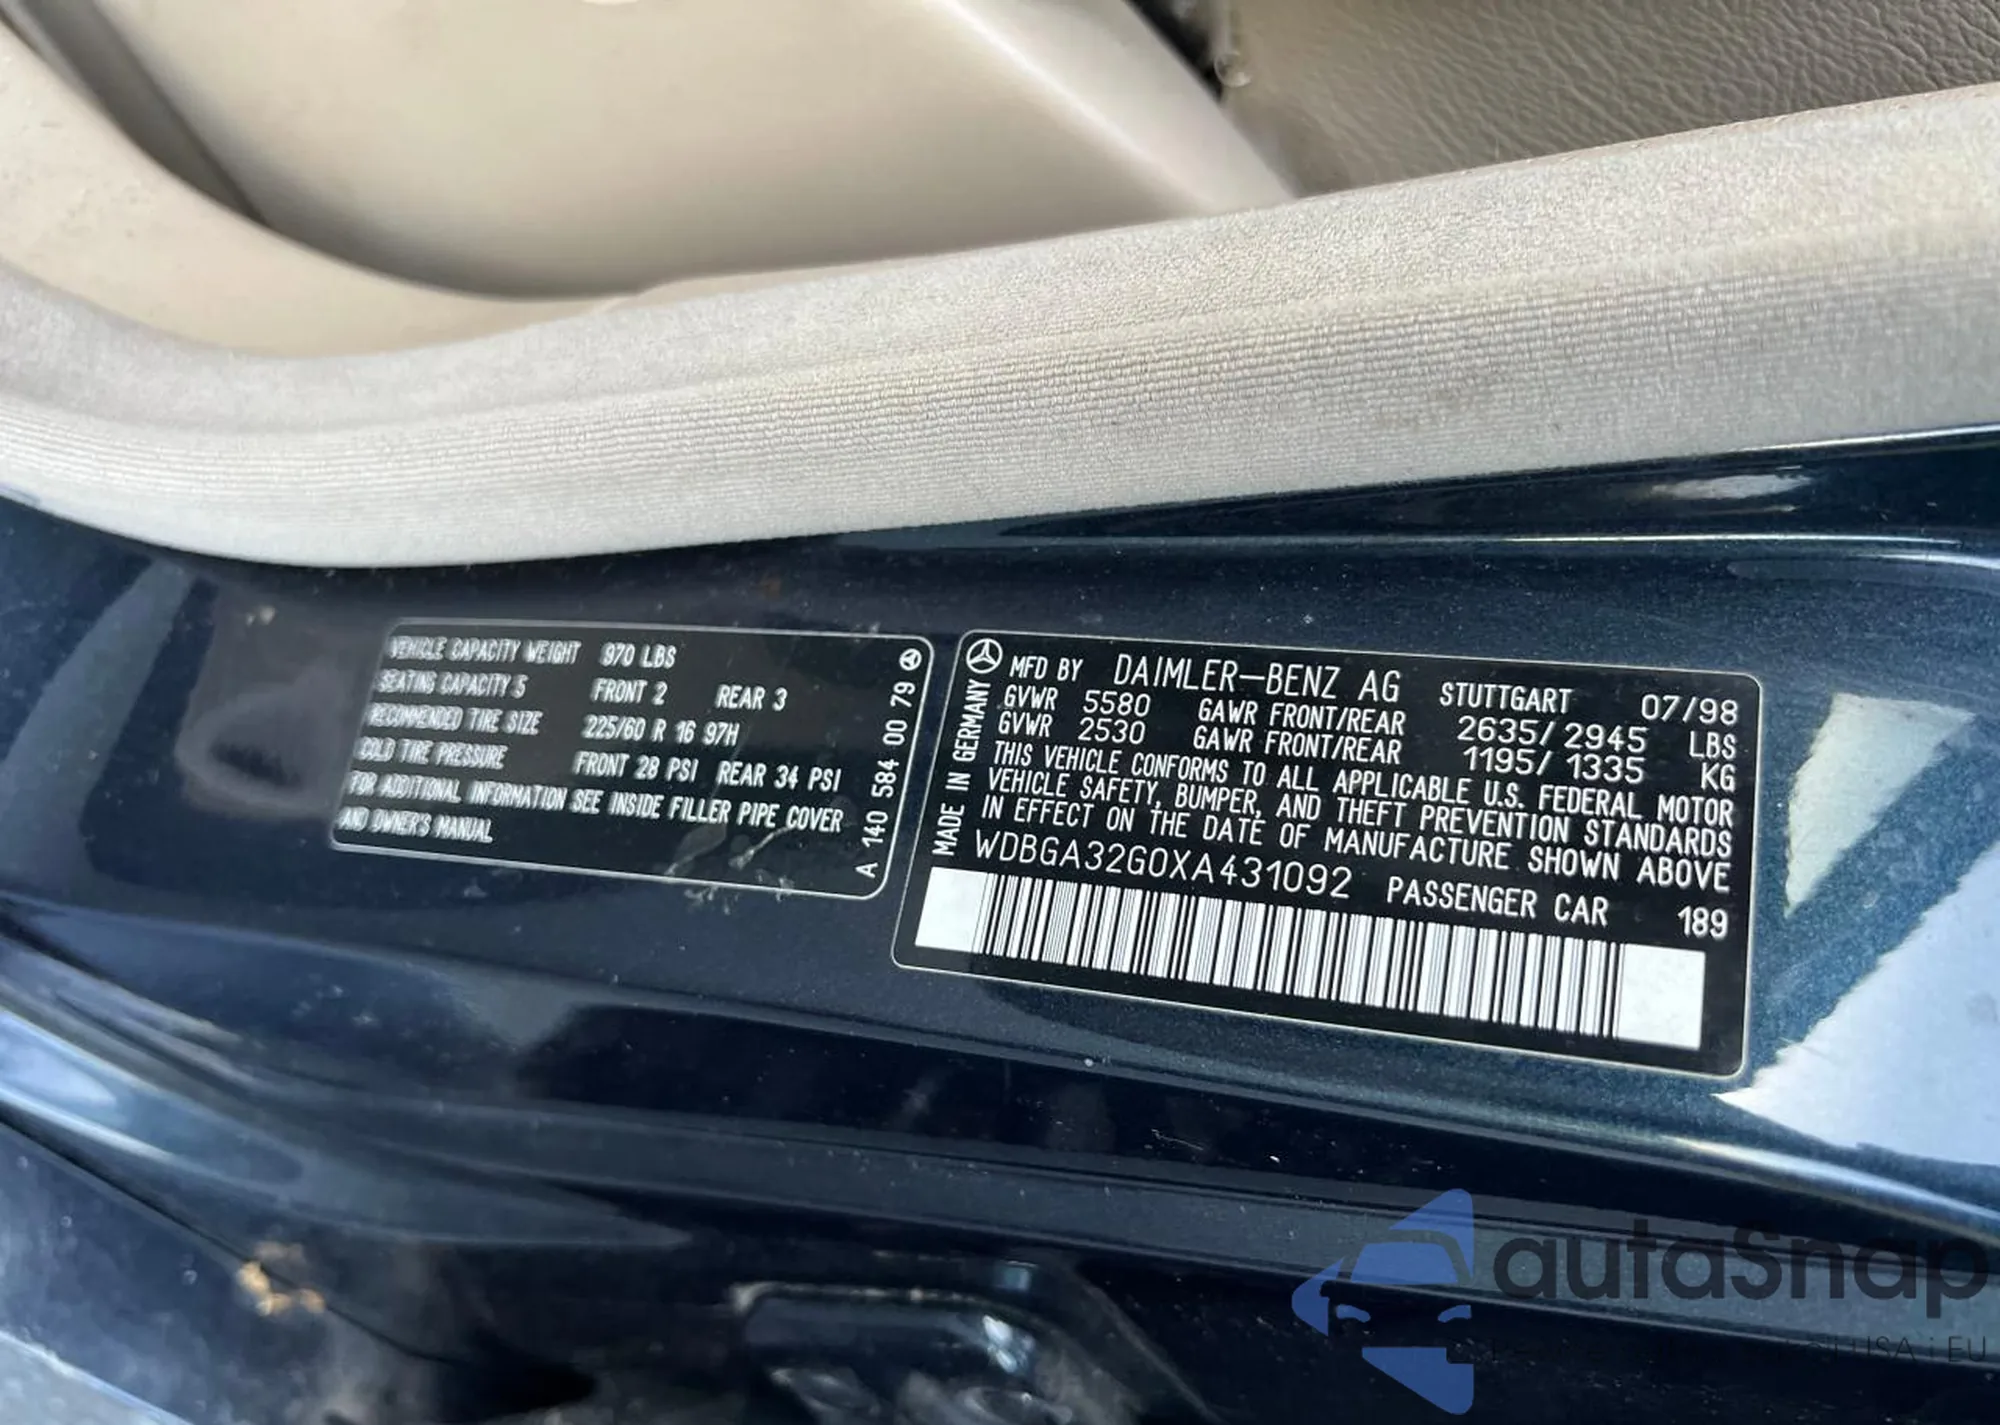 VEHICLE CAPACITY WEIGHT 970 LBS
SEATING CAPACITY 5 FRONT 2 REAR 3
RECOMMENDED TIRE SIZE 225/60 R 16 97H
COLD TIRE PRESSURE FRONT 28 PSI REAR 34 PSI
FOR ADDITIONAL INFORMATION SEE INSIDE FILLER PIPE COVER
AND OWNER'S MANUAL
A 140 584 00 79
MFD BY DAIMLER-BENZ AG STUTTGART 07/98
GVWR 5580 GAWR FRONT/REAR 2635/2945 LBS
GVWR 2530 GAWR FRONT/REAR 1195/1335 KG
THIS VEHICLE CONFORMS TO ALL APPLICABLE U.S. FEDERAL MOTOR
VEHICLE SAFETY, BUMPER, AND THEFT PREVENTION STANDARDS
IN EFFECT ON THE DATE OF MANUFACTURE SHOWN ABOVE
WDBGA32G0XA431092 PASSENGER CAR 189
MADE IN GERMANY
autaSnap
USA i EU